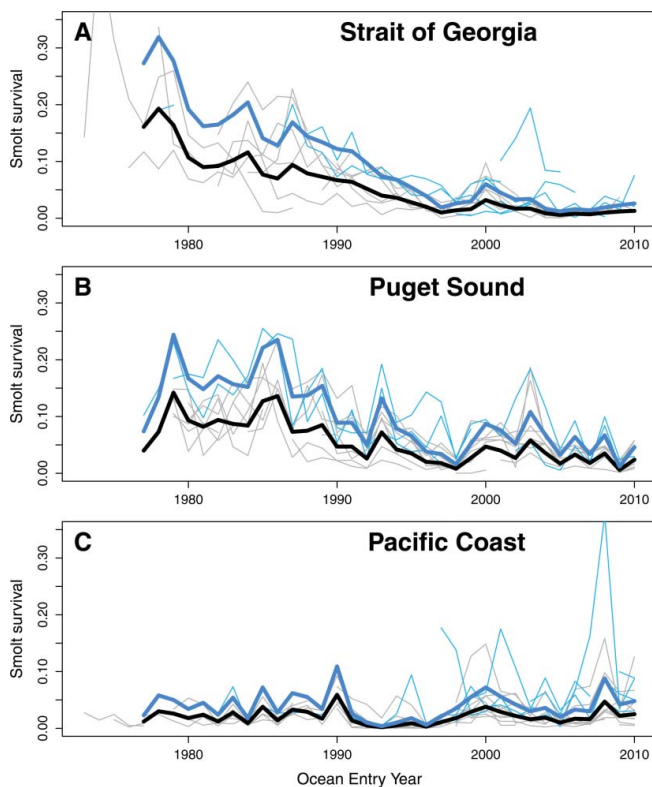 A Strait of Georgia
Smolt survival
0.30
0.20
0.10
0.00
1980 1990 2000 2010
B Puget Sound
Smolt survival
0.30
0.20
0.10
0.00
1980 1990 2000 2010
C Pacific Coast
Smolt survival
0.30
0.20
0.10
0.00
1980 1990 2000 2010
Ocean Entry Year